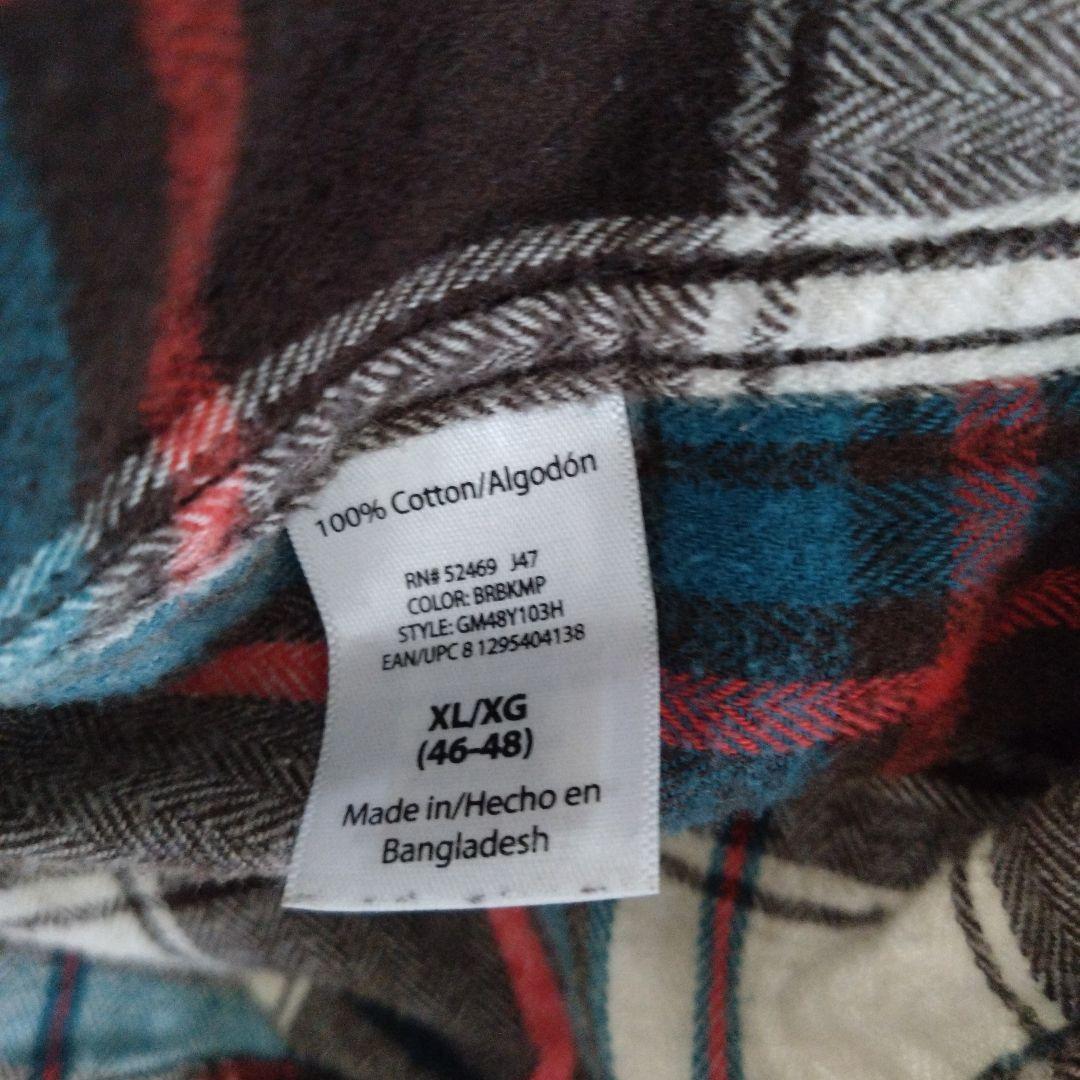 100% Cotton/Algodón
RN# 52469 J47
COLOR: BRBKMP
STYLE: GM48Y103H
EAN/UPC 8 1295404138
XL/XG
(46-48)
Made in/Hecho en
Bangladesh